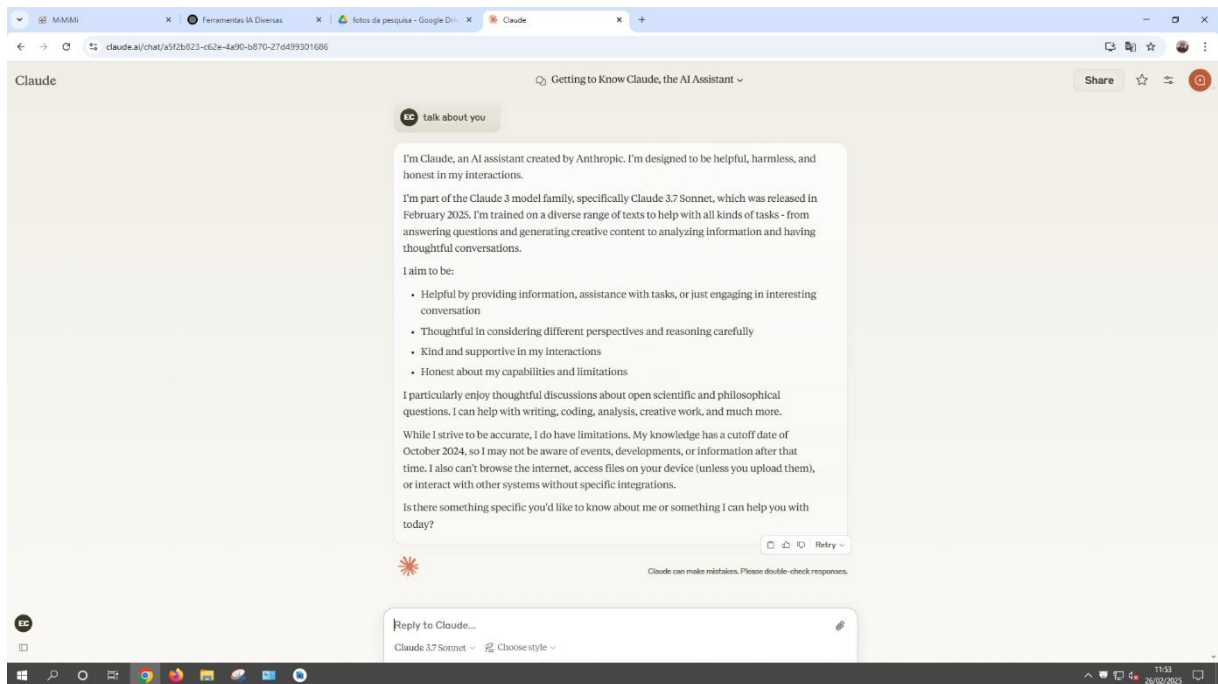 MiMiMi
Ferramentas IA Diversas
fotos da pesquisa - Google Dri
Claude
claude.ai/chat/a5f2b823-c62e-4a90-b870-27d499301686
Claude
Getting to Know Claude, the AI Assistant
Share
EC talk about you
I'm Claude, an AI assistant created by Anthropic. I'm designed to be helpful, harmless, and
honest in my interactions.
I'm part of the Claude 3 model family, specifically Claude 3.7 Sonnet, which was released in
February 2025. I'm trained on a diverse range of texts to help with all kinds of tasks - from
answering questions and generating creative content to analyzing information and having
thoughtful conversations.
I aim to be:
• Helpful by providing information, assistance with tasks, or just engaging in interesting
conversation
• Thoughtful in considering different perspectives and reasoning carefully
• Kind and supportive in my interactions
• Honest about my capabilities and limitations
I particularly enjoy thoughtful discussions about open scientific and philosophical
questions. I can help with writing, coding, analysis, creative work, and much more.
While I strive to be accurate, I do have limitations. My knowledge has a cutoff date of
October 2024, so I may not be aware of events, developments, or information after that
time. I also can't browse the internet, access files on your device (unless you upload them),
or interact with other systems without specific integrations.
Is there something specific you'd like to know about me or something I can help you with
today?
Retry
Claude can make mistakes. Please double-check responses.
EC
Reply to Claude...
Claude 3.7 Sonnet
Choose style
11:53
26/02/2025